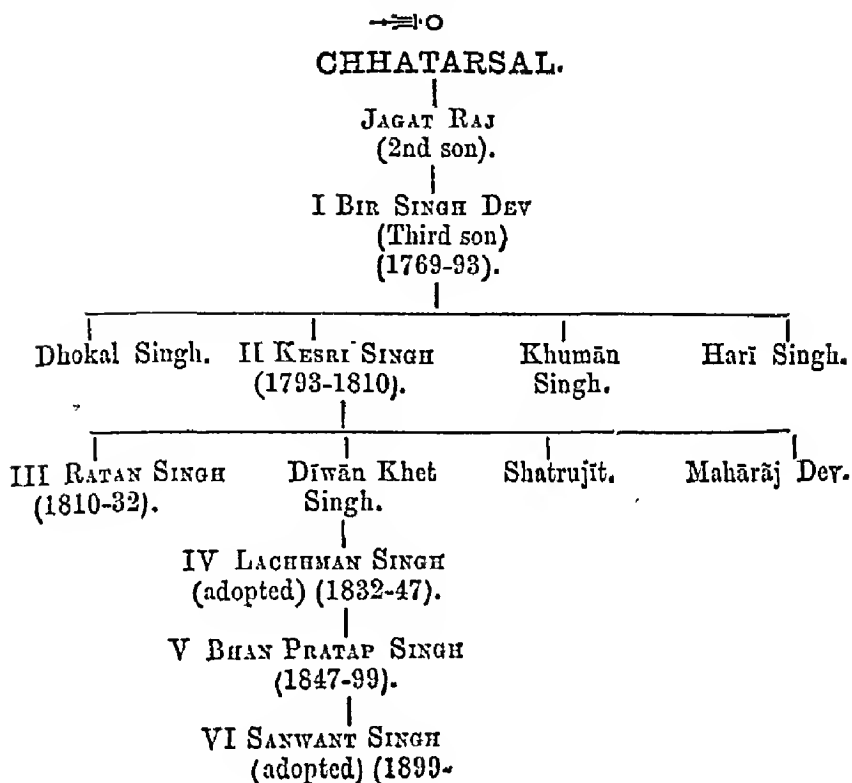 CHHATARSAL.
JAGAT RAJ
(2nd son).
I BIR SINGH DEV
(Third son)
(1769-93).
Dhokal Singh. II KESRI SINGH Khumān Harī Singh.
(1793-1810). Singh.
III RATAN SINGH Dīwān Khet Shatrujīt. Mahārāj Dev.
(1810-32). Singh.
IV LACHHMAN SINGH
(adopted) (1832-47).
V BHAN PRATAP SINGH
(1847-99).
VI SANWANT SINGH
(adopted) (1899-